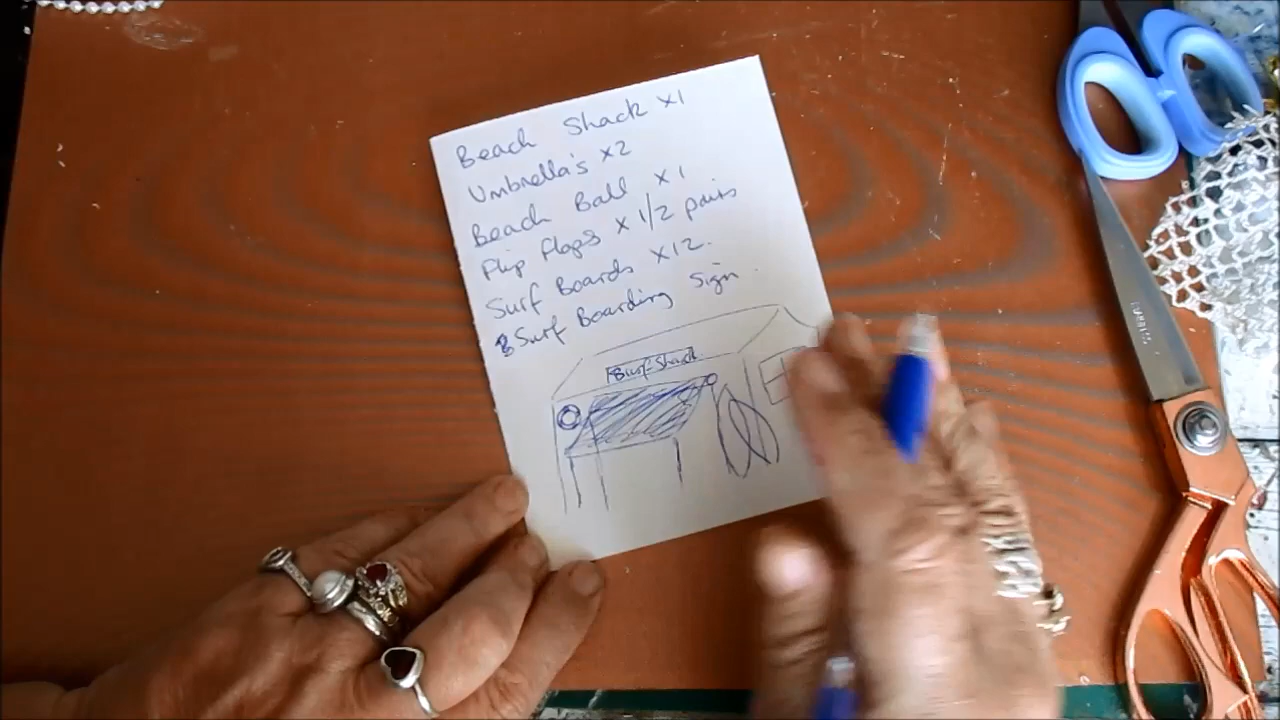 Beach Shack x1
Umbrella's x2
Beach Ball x1
Flip Flops x 1/2 pairs
Surf Boards x12.
Surf Boarding Sign.
Surf Shack